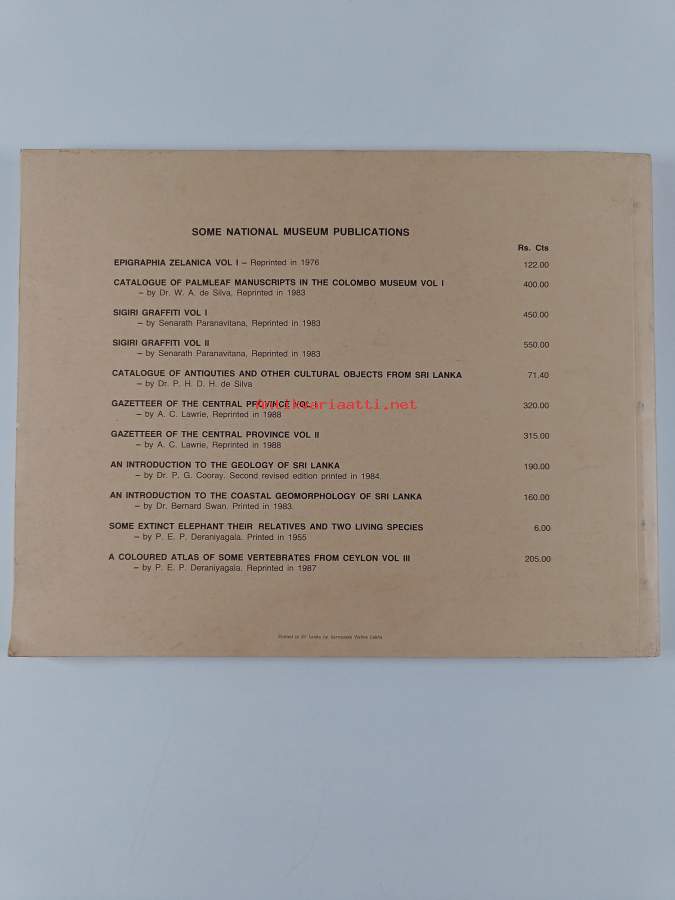 SOME NATIONAL MUSEUM PUBLICATIONS
Rs. Cts
EPIGRAPHIA ZELANICA VOL I – Reprinted in 1976 122.00
CATALOGUE OF PALMLEAF MANUSCRIPTS IN THE COLOMBO MUSEUM VOL I 400.00
– by Dr. W. A. de Silva, Reprinted in 1983
SIGIRI GRAFFITI VOL I 450.00
– by Senarath Paranavitana, Reprinted in 1983
SIGIRI GRAFFITI VOL II 550.00
– by Senarath Paranavitana, Reprinted in 1983
CATALOGUE OF ANTIQUTIES AND OTHER CULTURAL OBJECTS FROM SRI LANKA 71.40
– by Dr. P. H. D. H. de Silva
GAZETTEER OF THE CENTRAL PROVINCE VOL I 320.00
Antikvariaatti.net
– by A. C. Lawrie, Reprinted in 1988
GAZETTEER OF THE CENTRAL PROVINCE VOL II 315.00
– by A. C. Lawrie, Reprinted in 1988
AN INTRODUCTION TO THE GEOLOGY OF SRI LANKA 190.00
– by Dr. P. G. Cooray. Second revised edition printed in 1984.
AN INTRODUCTION TO THE COASTAL GEOMORPHOLOGY OF SRI LANKA 160.00
– by Dr. Bernard Swan. Printed in 1983.
SOME EXTINCT ELEPHANT THEIR RELATIVES AND TWO LIVING SPECIES 6.00
– by P. E. P. Deraniyagala. Printed in 1955
A COLOURED ATLAS OF SOME VERTEBRATES FROM CEYLON VOL III 205.00
– by P. E. P. Deraniyagala, Reprinted in 1987
Printed in Sri Lanka by Sarvodaya Vishva Lekha